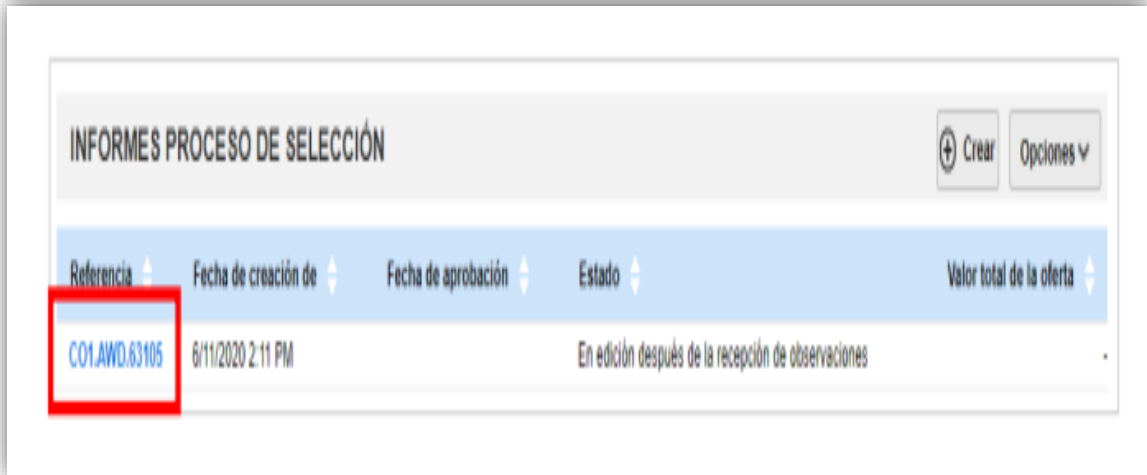 INFORMES PROCESO DE SELECCIÓN Crear Opciones
Referencia Fecha de creación de Fecha de aprobación Estado Valor total de la oferta
CO1.AWD.63105 6/11/2020 2:11 PM En edición después de la recepción de observaciones -